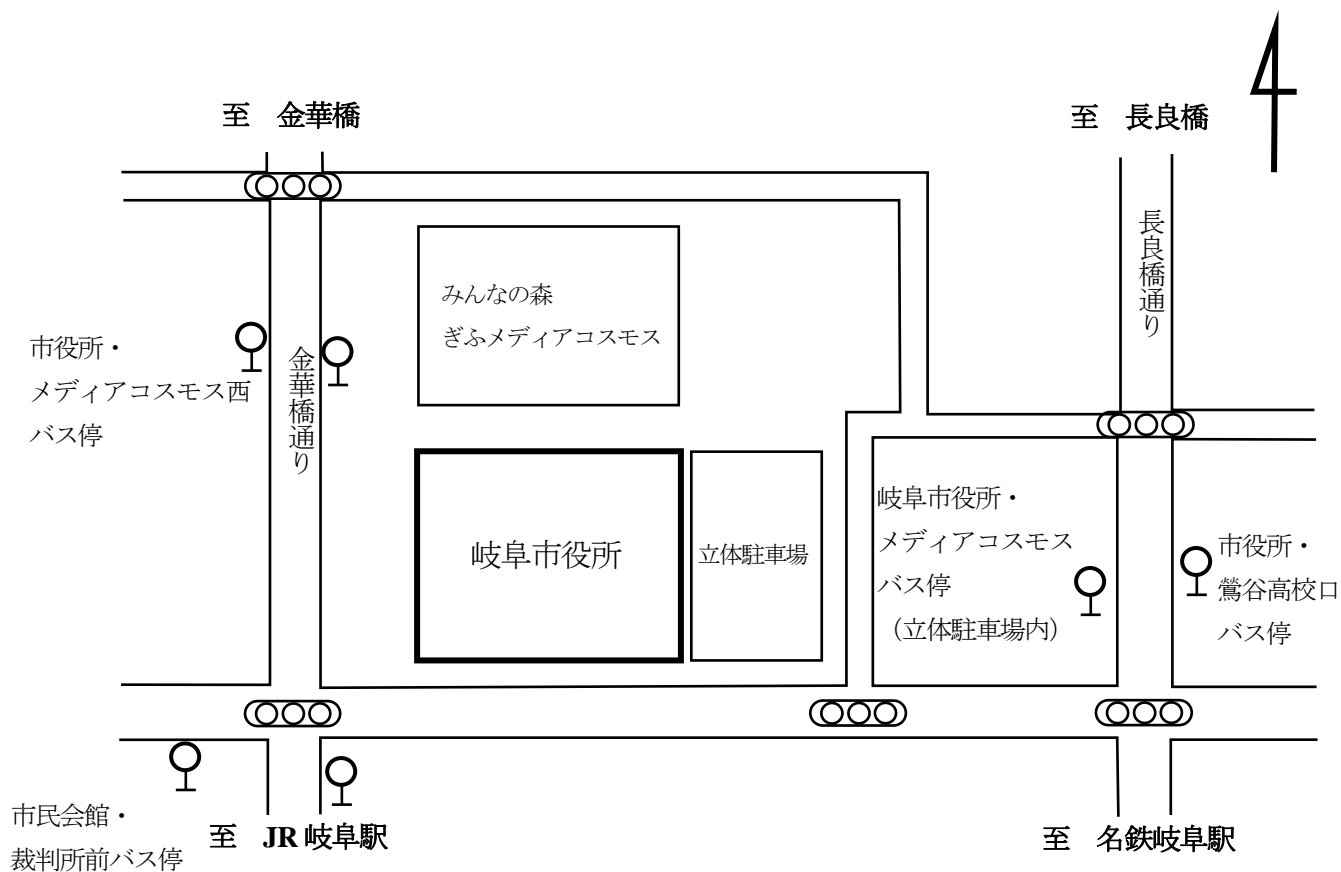 至　金華橋
至　長良橋
長良橋通り
みんなの森
ぎふメディアコスモス
市役所・
メディアコスモス西
バス停
金華橋通り
岐阜市役所
立体駐車場
岐阜市役所・
メディアコスモス
バス停
（立体駐車場内）
市役所・
鶯谷高校口
バス停
市民会館・
裁判所前バス停
至　JR岐阜駅
至　名鉄岐阜駅